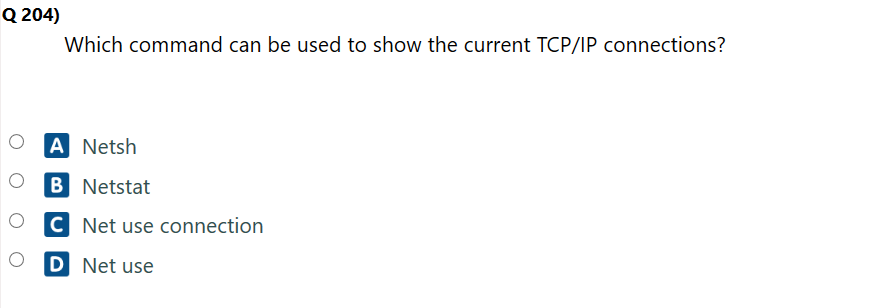 Q 204)
Which command can be used to show the current TCP/IP connections?
A Netsh
B Netstat
C Net use connection
D Net use